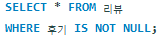 SELECT * FROM 리뷰
WHERE 후기 IS NOT NULL;